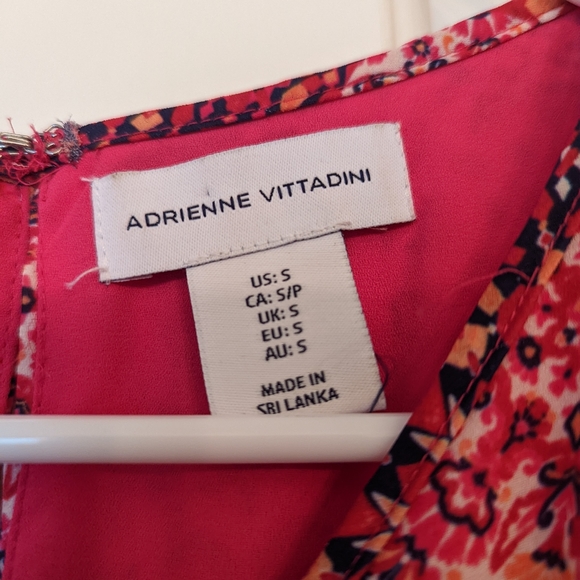 ADRIENNE VITTADINI
US: S
CA: S/P
UK: S
EU: S
AU: S
MADE IN
SRI LANKA